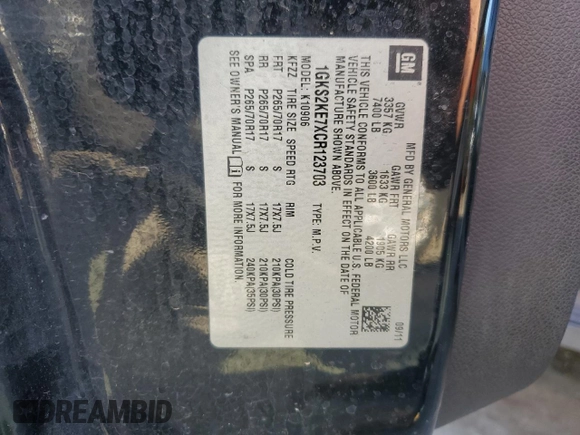 GM
MFD BY GENERAL MOTORS LLC
09/11
GVWR GAWR FRT GAWR RR
3357 KG 1633 KG 1905 KG
7400 LB 3600 LB 4200 LB
THIS VEHICLE CONFORMS TO ALL APPLICABLE U.S. FEDERAL MOTOR
VEHICLE SAFETY STANDARDS IN EFFECT ON THE DATE OF
MANUFACTURE SHOWN ABOVE.
1GKS2KE7XCR123703 TYPE: M.P.V.
MODEL: K10906
KFZZ TIRE SIZE SPEED RTG RIM COLD TIRE PRESSURE
FRT P265/70R17 S 17X7.5J 210KPA(30PSI)
RR P265/70R17 S 17X7.5J 210KPA(30PSI)
SPA P265/70R17 S 17X7.5J 240KPA(35PSI)
SEE OWNER'S MANUAL i FOR MORE INFORMATION.
DREAMBID